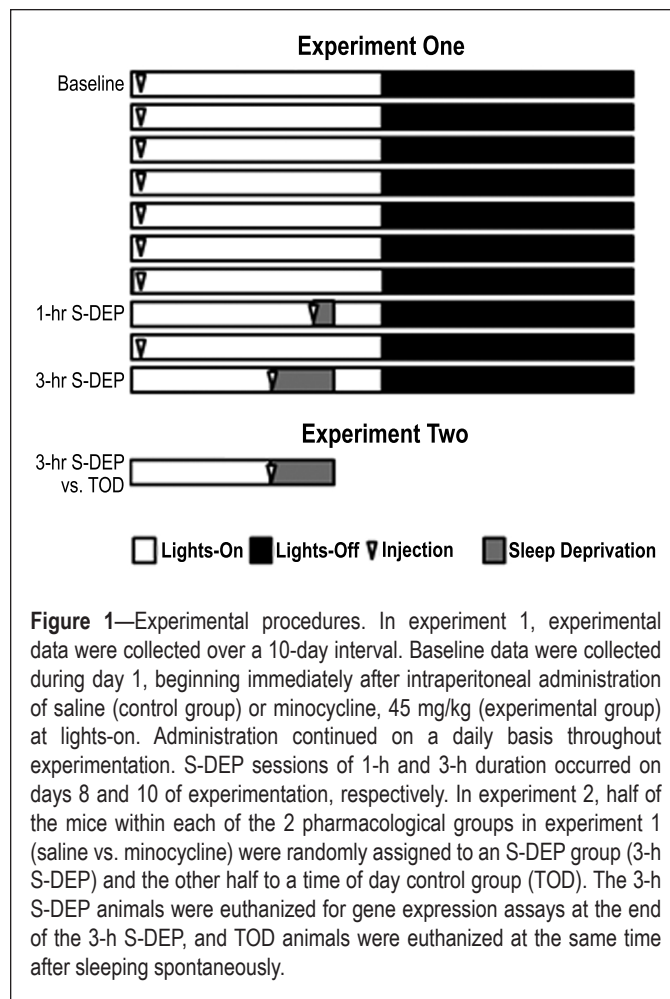 Experiment One
Baseline
1-hr S-DEP
3-hr S-DEP
Experiment Two
3-hr S-DEP
vs. TOD
Lights-On Lights-Off Injection Sleep Deprivation
Figure 1—Experimental procedures. In experiment 1, experimental
data were collected over a 10-day interval. Baseline data were collected
during day 1, beginning immediately after intraperitoneal administration
of saline (control group) or minocycline, 45 mg/kg (experimental group)
at lights-on. Administration continued on a daily basis throughout
experimentation. S-DEP sessions of 1-h and 3-h duration occurred on
days 8 and 10 of experimentation, respectively. In experiment 2, half of
the mice within each of the 2 pharmacological groups in experiment 1
(saline vs. minocycline) were randomly assigned to an S-DEP group (3-h
S-DEP) and the other half to a time of day control group (TOD). The 3-h
S-DEP animals were euthanized for gene expression assays at the end
of the 3-h S-DEP, and TOD animals were euthanized at the same time
after sleeping spontaneously.